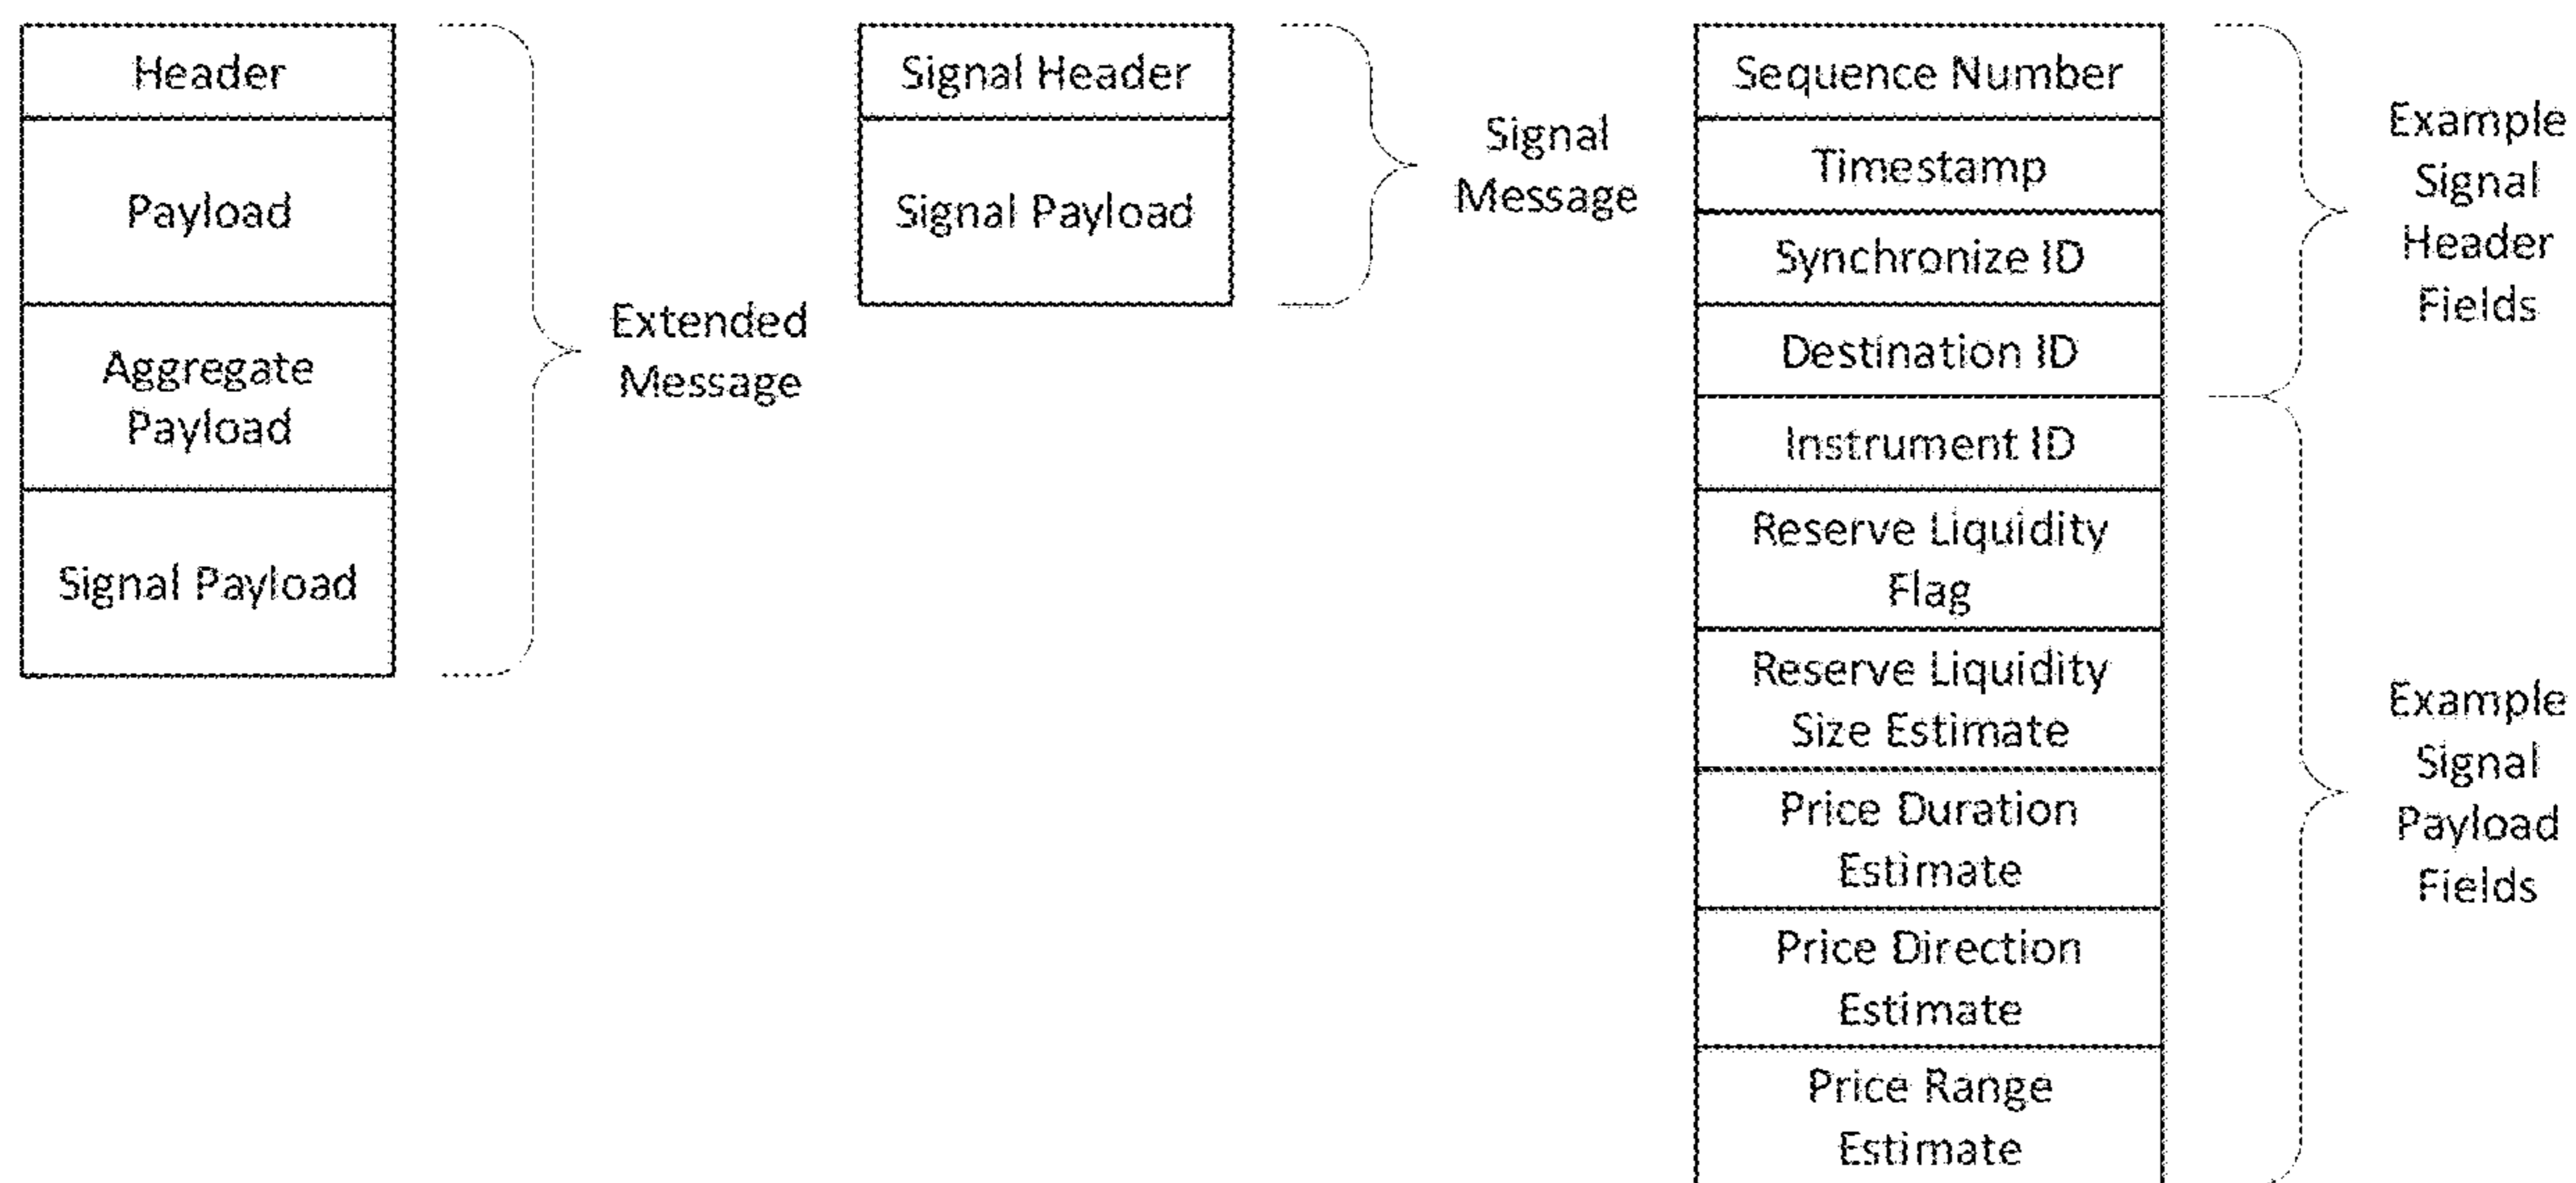 Header
Payload
Aggregate
Payload
Signal Payload
Extended
Message
Signal Header
Signal Payload
Signal
Message
Sequence Number
Timestamp
Synchronize ID
Destination ID
Instrument ID
Reserve Liquidity
Flag
Reserve Liquidity
Size Estimate
Price Duration
Estimate
Price Direction
Estimate
Price Range
Estimate
Example
Signal
Header
Fields
Example
Signal
Payload
Fields